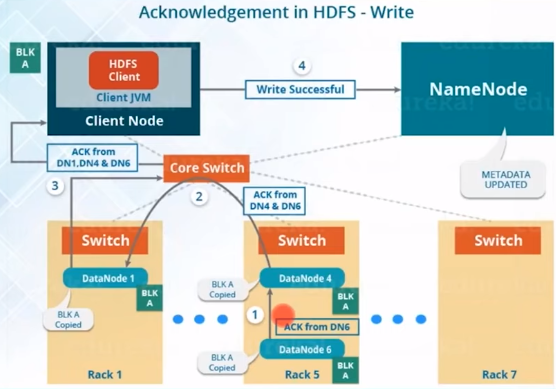 Acknowledgement in HDFS - Write
BLK
A
HDFS
Client
Client JVM
Client Node
4
Write Successful
NameNode
METADATA
UPDATED
ACK from
DN1,DN4 & DN6
3
Core Switch
2
ACK from
DN4 & DN6
Switch
Switch
Switch
DataNode 1
BLK
A
BLK A
Copied
Rack 1
DataNode 4
BLK A
Copied
BLK
A
1
ACK from DN6
DataNode 6
BLK A
Copied
BLK
A
Rack 5
Rack 7